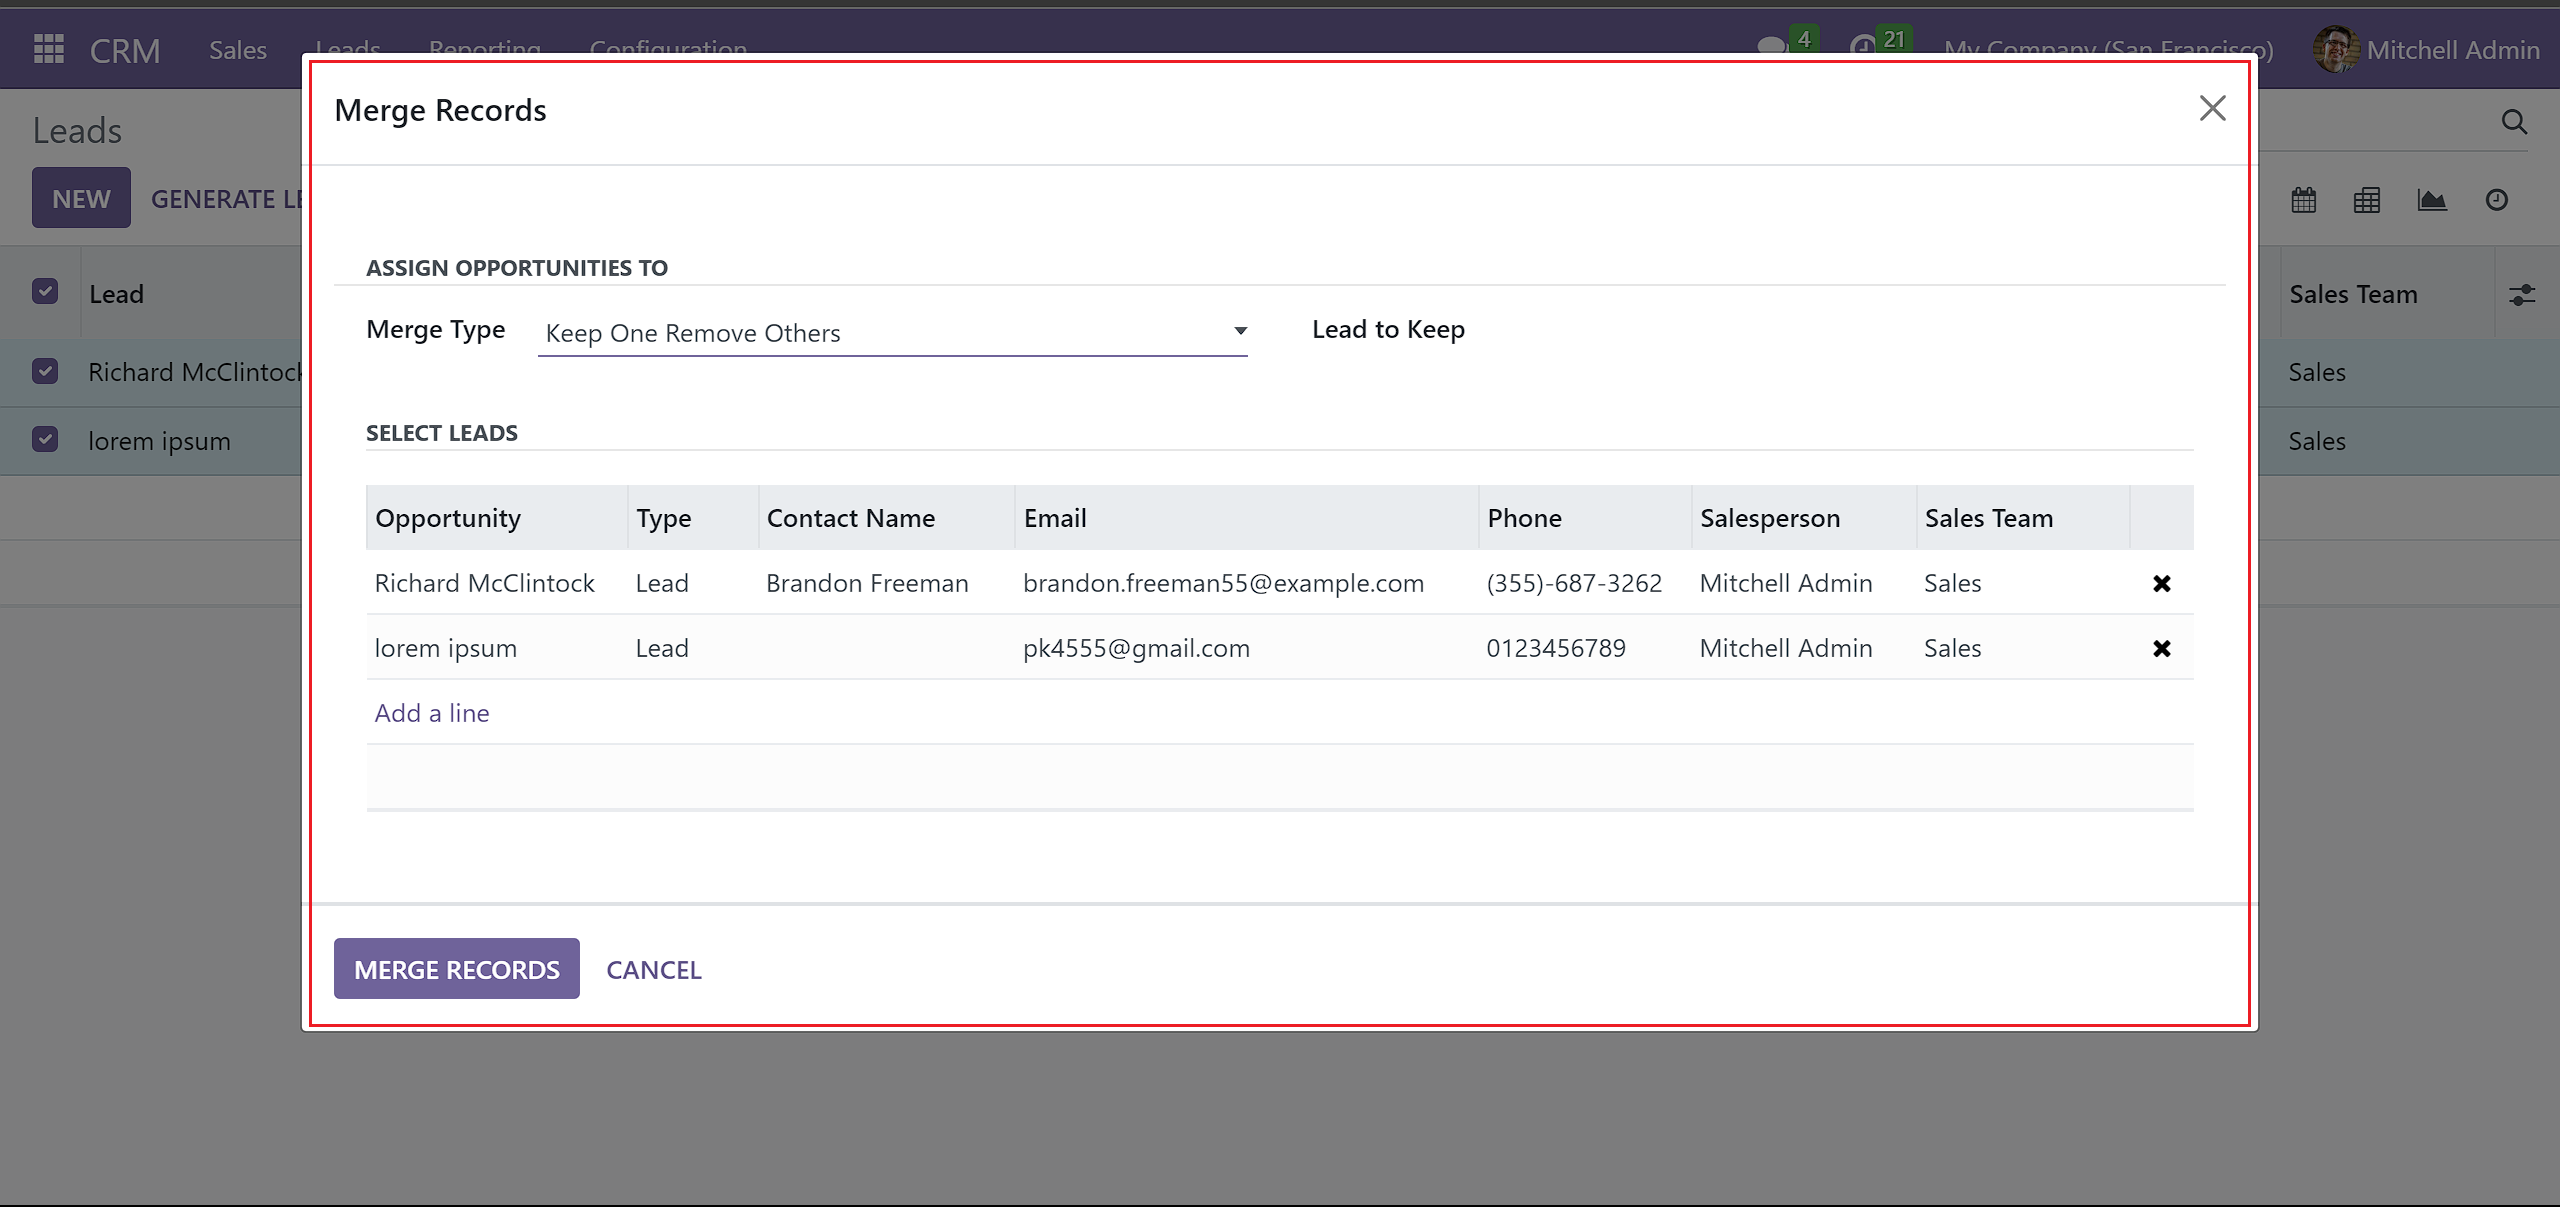 CRM Sales Leads Reporting Configuration 4 21 My Company (San Francisco) Mitchell Admin
Merge Records
Leads
NEW GENERATE LE
ASSIGN OPPORTUNITIES TO
Lead Sales Team
Merge Type Keep One Remove Others Lead to Keep
Richard McClintock Sales
SELECT LEADS
lorem ipsum Sales
Opportunity Type Contact Name Email Phone Salesperson Sales Team
Richard McClintock Lead Brandon Freeman brandon.freeman55@example.com (355)-687-3262 Mitchell Admin Sales
lorem ipsum Lead pk4555@gmail.com 0123456789 Mitchell Admin Sales
Add a line
MERGE RECORDS CANCEL